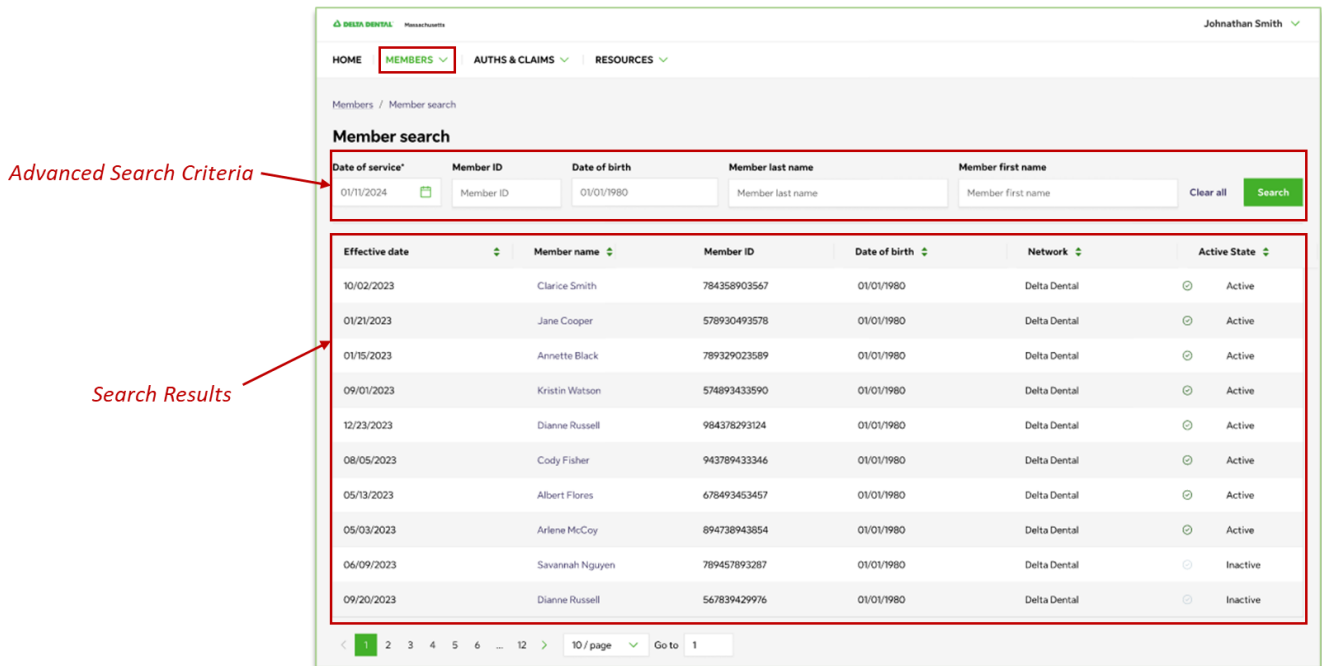 DELTA DENTAL Massachusetts
Johnathan Smith
HOME MEMBERS AUTHS & CLAIMS RESOURCES
Members / Member search
Member search
Advanced Search Criteria
Date of service* Member ID Date of birth Member last name Member first name
01/11/2024 Member ID 01/01/1980 Member last name Member first name Clear all Search
Effective date Member name Member ID Date of birth Network Active State
10/02/2023 Clarice Smith 784358903567 01/01/1980 Delta Dental Active
01/21/2023 Jane Cooper 578930493578 01/01/1980 Delta Dental Active
01/15/2023 Annette Black 789329023589 01/01/1980 Delta Dental Active
09/01/2023 Kristin Watson 574893433590 01/01/1980 Delta Dental Active
Search Results
12/23/2023 Dianne Russell 984378293124 01/01/1980 Delta Dental Active
08/05/2023 Cody Fisher 943789433346 01/01/1980 Delta Dental Active
05/13/2023 Albert Flores 678493453457 01/01/1980 Delta Dental Active
05/03/2023 Arlene McCoy 894738943854 01/01/1980 Delta Dental Active
06/09/2023 Savannah Nguyen 789457893287 01/01/1980 Delta Dental Inactive
09/20/2023 Dianne Russell 567839429976 01/01/1980 Delta Dental Inactive
1 2 3 4 5 6 ... 12 10 / page Go to 1